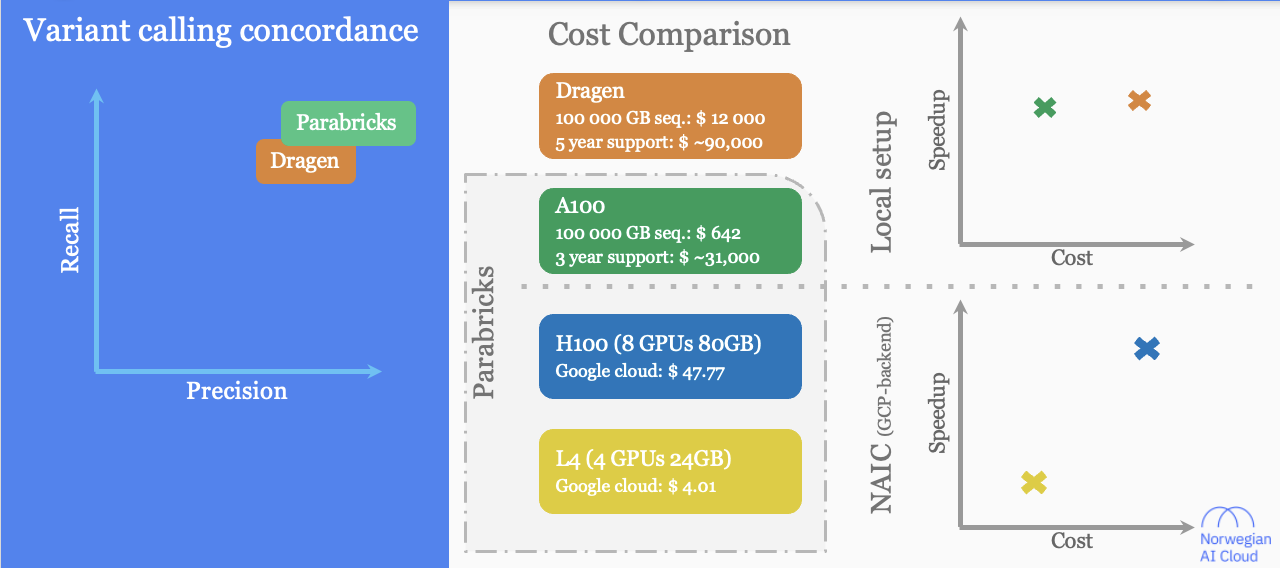 Variant calling concordance
Recall
Parabricks
Dragen
Precision
Cost Comparison
Dragen
100 000 GB seq.: $ 12 000
5 year support: $ ~90,000
Parabricks
A100
100 000 GB seq.: $ 642
3 year support: $ ~31,000
H100 (8 GPUs 80GB)
Google cloud: $ 47.77
L4 (4 GPUs 24GB)
Google cloud: $ 4.01
Local setup
Speedup
Cost
NAIC (GCP-backend)
Speedup
Cost
Norwegian
AI Cloud